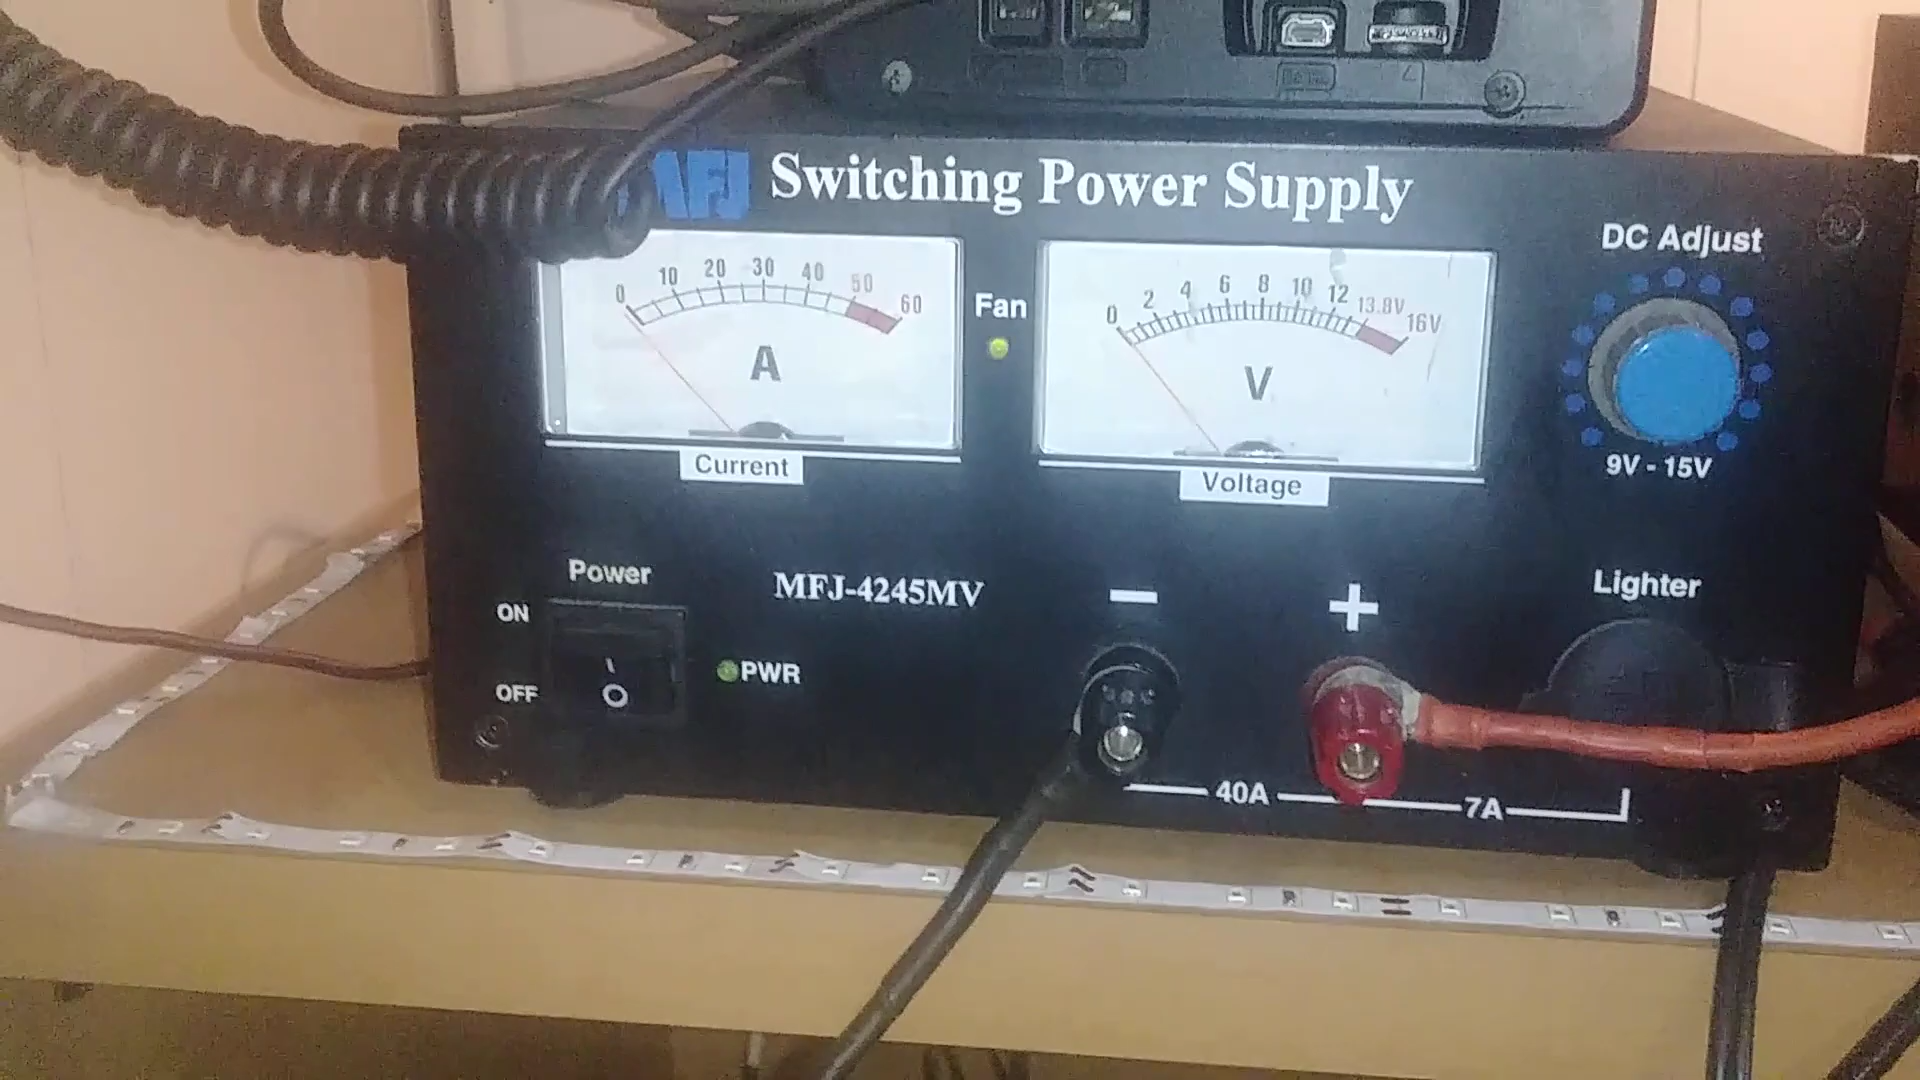 MFJ Switching Power Supply
DC Adjust
0 10 20 30 40 50 60
A
Current
Fan
0 2 4 6 8 10 12 13.8V 16V
V
Voltage
9V - 15V
Power
ON
OFF
I
O
PWR
MFJ-4245MV
− +
Lighter
40A
7A